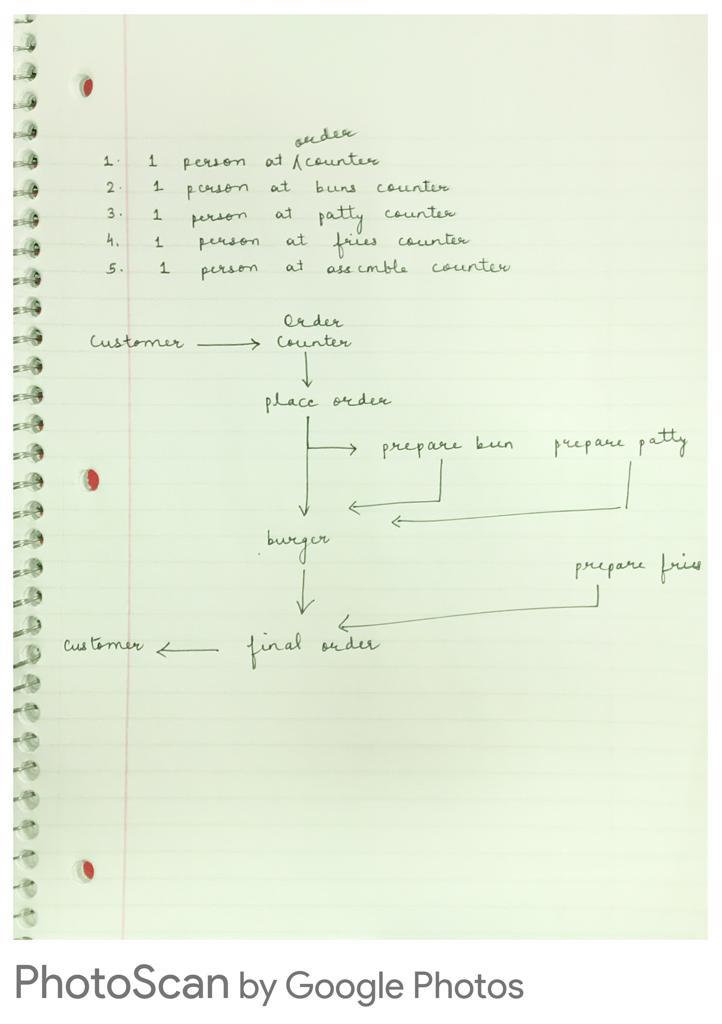 order
1. 1 person at counter
2. 1 person at buns counter
3. 1 person at patty counter
4. 1 person at fries counter
5. 1 person at assemble counter
Order
Customer counter
place order
prepare bun prepare patty
burger
prepare fries
customer final order
PhotoScan by Google Photos